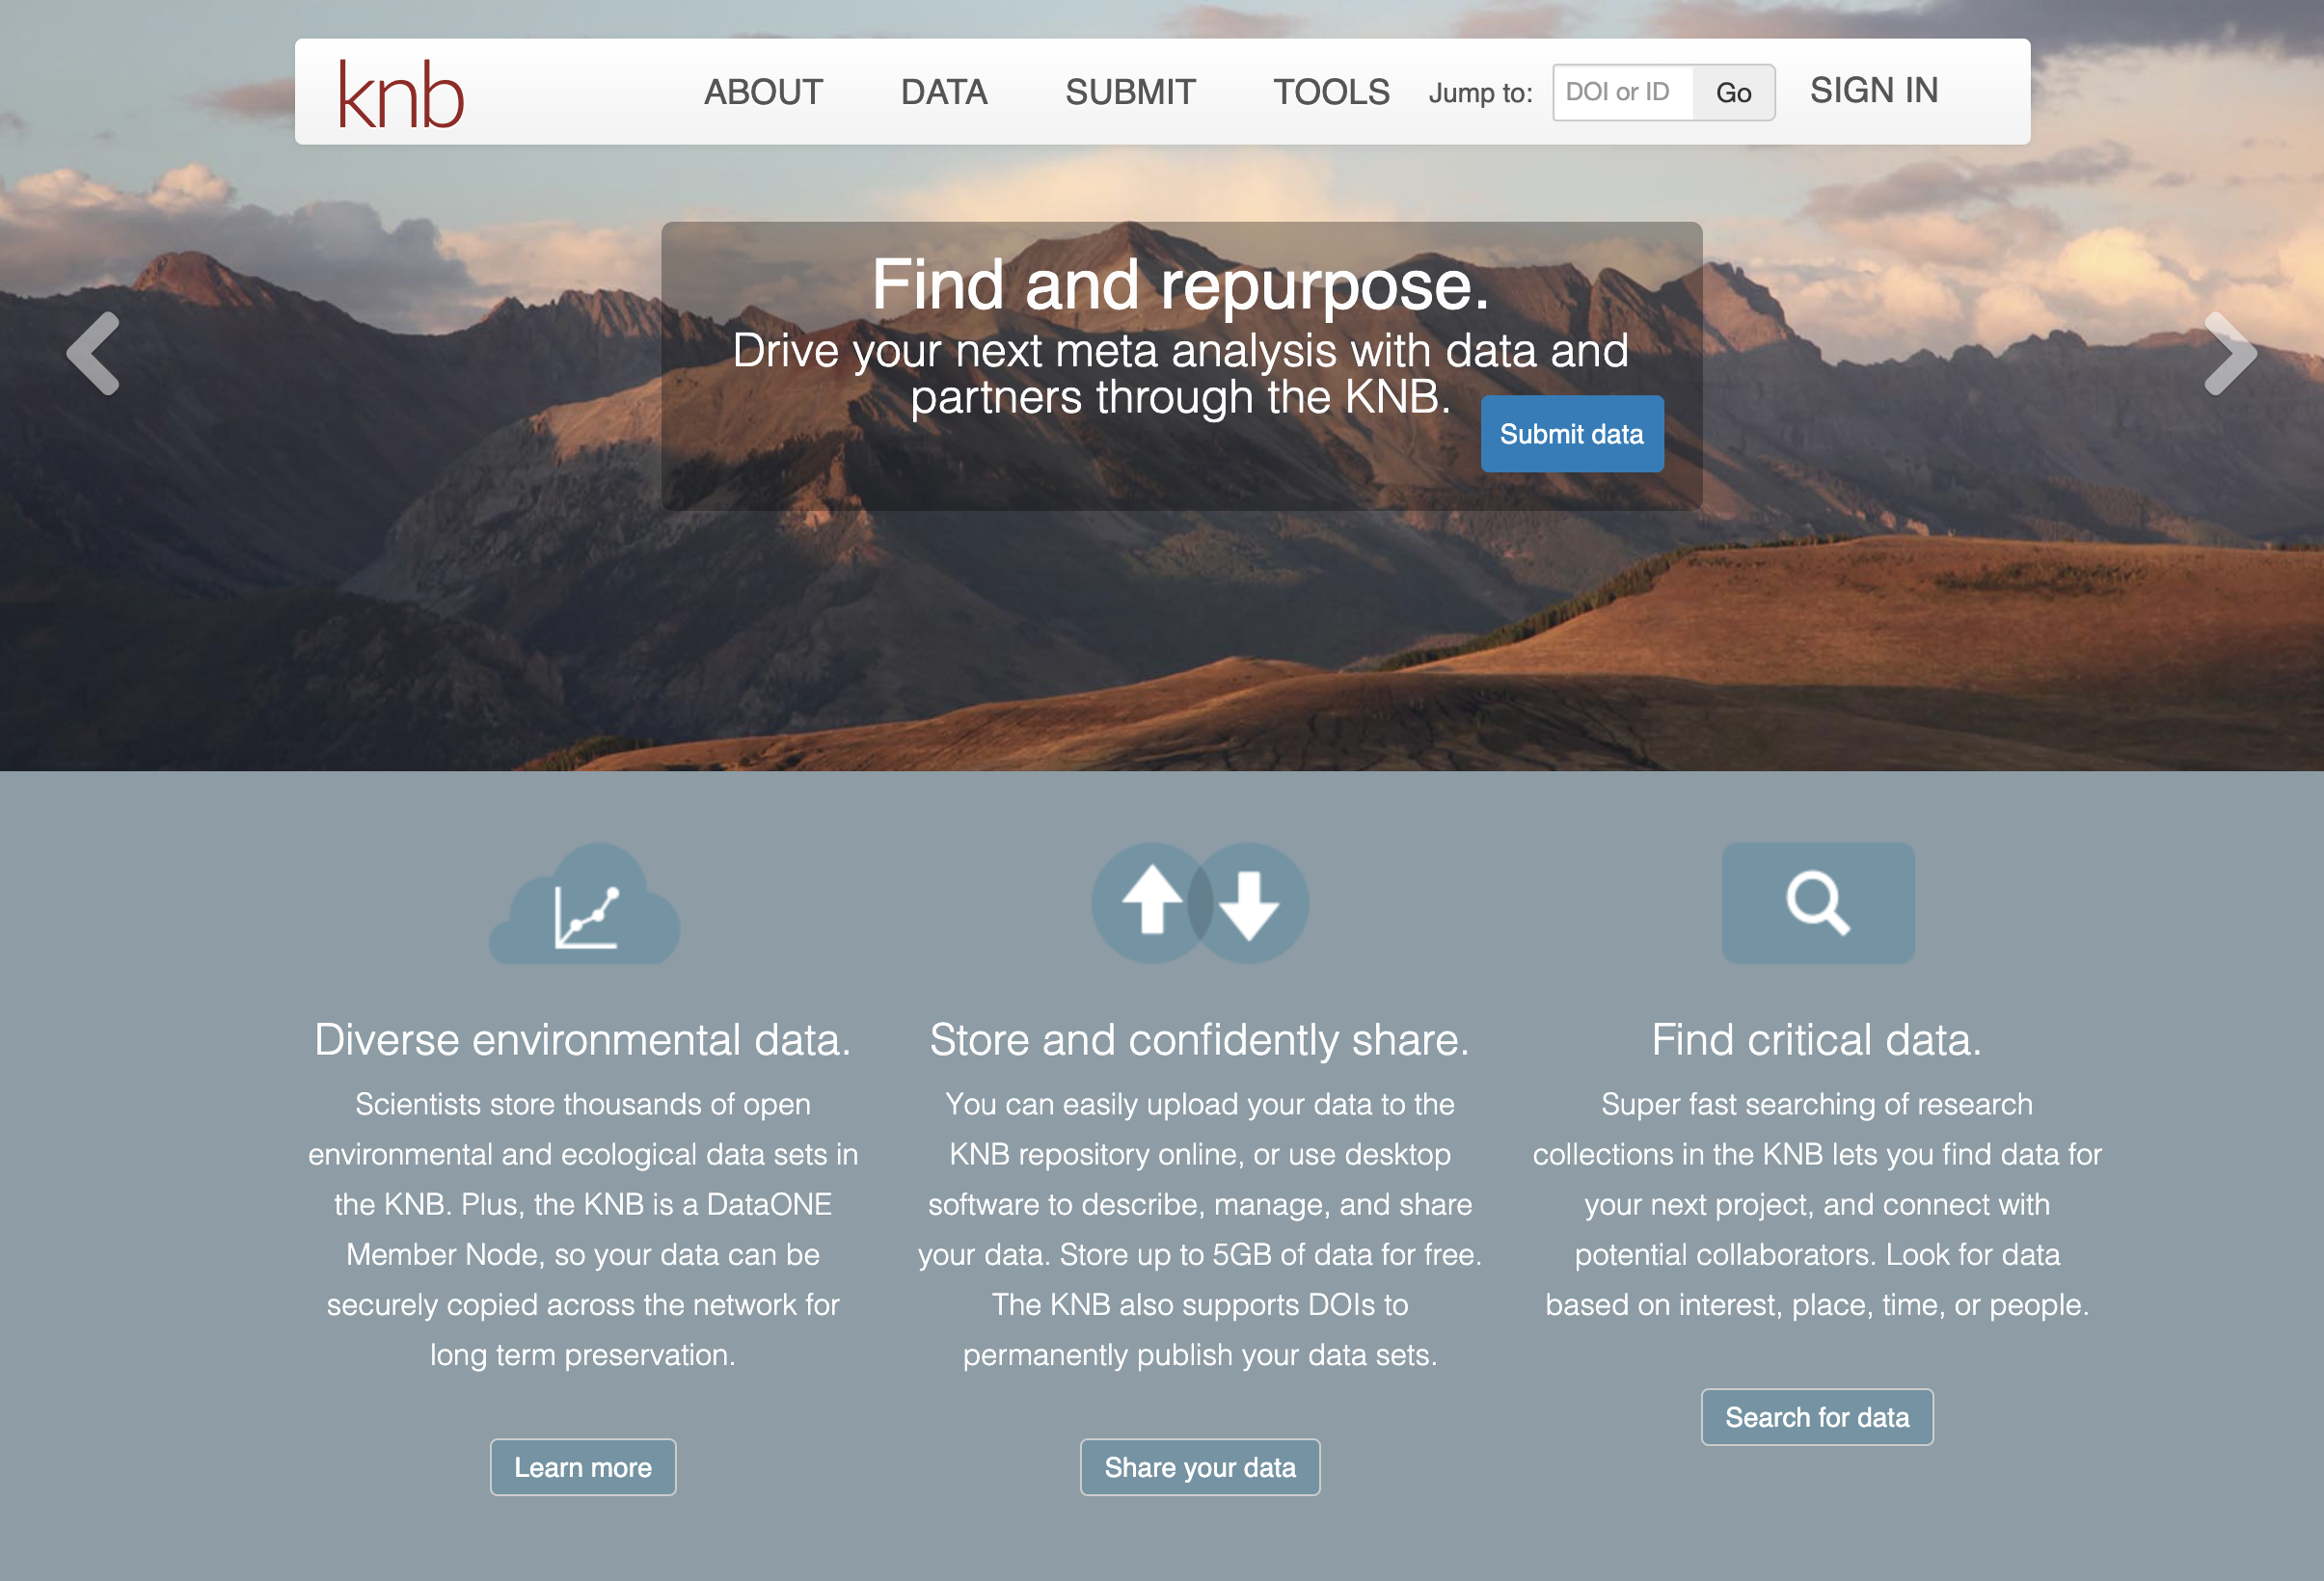 knb
ABOUT
DATA
SUBMIT
TOOLS
Jump to:
DOI or ID
Go
SIGN IN
Find and repurpose.
Drive your next meta analysis with data and
partners through the KNB.
Submit data
Diverse environmental data.
Scientists store thousands of open
environmental and ecological data sets in
the KNB. Plus, the KNB is a DataONE
Member Node, so your data can be
securely copied across the network for
long term preservation.
Learn more
Store and confidently share.
You can easily upload your data to the
KNB repository online, or use desktop
software to describe, manage, and share
your data. Store up to 5GB of data for free.
The KNB also supports DOIs to
permanently publish your data sets.
Share your data
Find critical data.
Super fast searching of research
collections in the KNB lets you find data for
your next project, and connect with
potential collaborators. Look for data
based on interest, place, time, or people.
Search for data